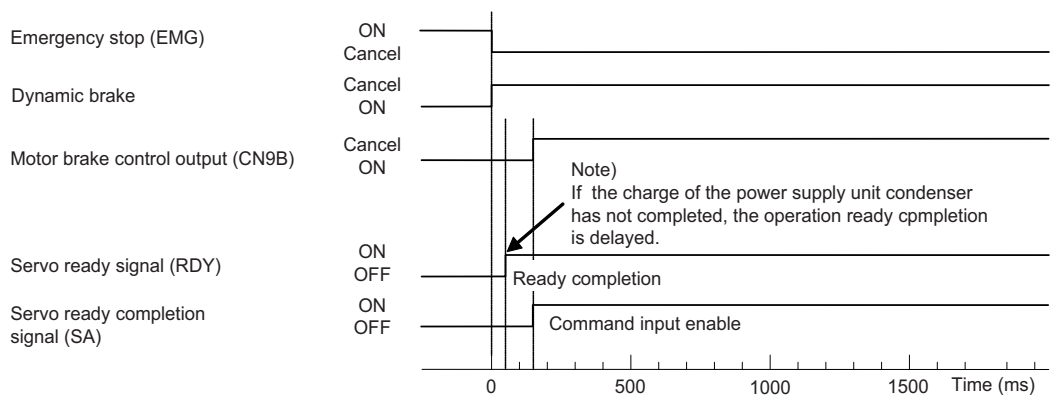 Emergency stop (EMG)
ON
Cancel
Dynamic brake
Cancel
ON
Motor brake control output (CN9B)
Cancel
ON
Note)
If the charge of the power supply unit condenser
has not completed, the operation ready cpmpletion
is delayed.
Servo ready signal (RDY)
ON
OFF
Ready completion
Servo ready completion
signal (SA)
ON
OFF
Command input enable
0 500 1000 1500 Time (ms)